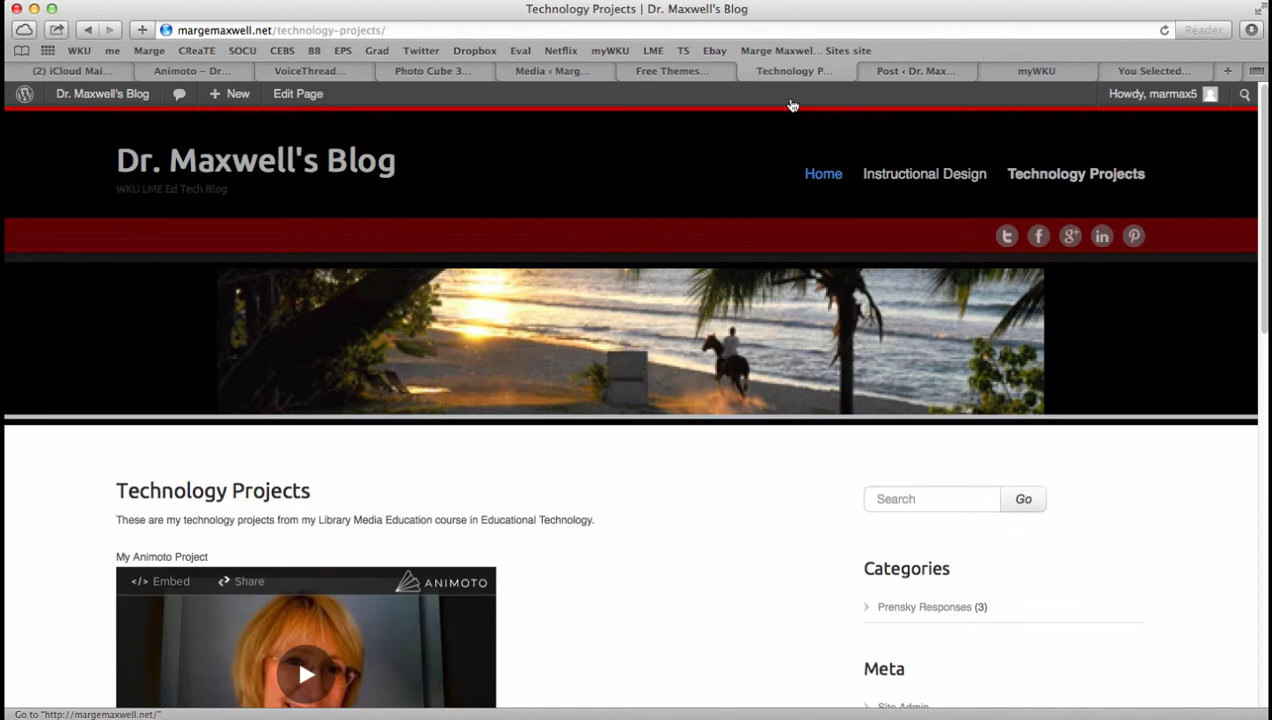 Technology Projects | Dr. Maxwell's Blog
margemaxwell.net/technology-projects/
Reader
WKU me Marge CReaTE SOCU CEBS BB EPS Grad Twitter Dropbox Eval Netflix myWKU LME TS Ebay Marge Maxwel... Sites site
(2) iCloud Mai... Animoto – Dr... VoiceThread... Photo Cube 3... Media ‹ Marg... Free Themes... Technology P... Post ‹ Dr. Max... myWKU You Selected...
Dr. Maxwell's Blog + New Edit Page Howdy, marmax5
Dr. Maxwell's Blog
WKU LME Ed Tech Blog
Home Instructional Design Technology Projects
Technology Projects
These are my technology projects from my Library Media Education course in Educational Technology.
My Animoto Project
</> Embed Share ANIMOTO
Search Go
Categories
Prensky Responses (3)
Meta
Site Admin
Go to "http://margemaxwell.net/"